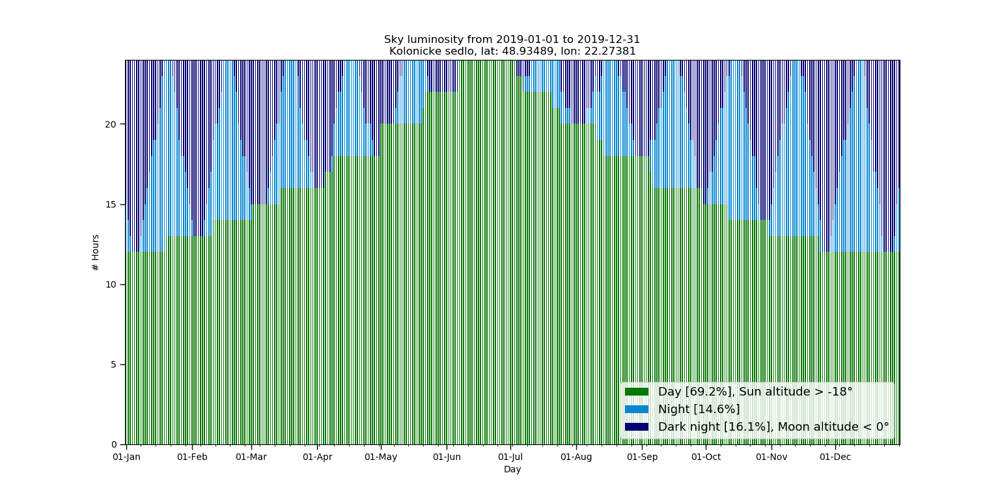 Sky luminosity from 2019-01-01 to 2019-12-31
Kolonicke sedlo, lat: 48.93489, lon: 22.27381
20
15
10
5
0
# Hours
Day [69.2%], Sun altitude > -18°
Night [14.6%]
Dark night [16.1%], Moon altitude < 0°
01-Jan 01-Feb 01-Mar 01-Apr 01-May 01-Jun 01-Jul 01-Aug 01-Sep 01-Oct 01-Nov 01-Dec
Day